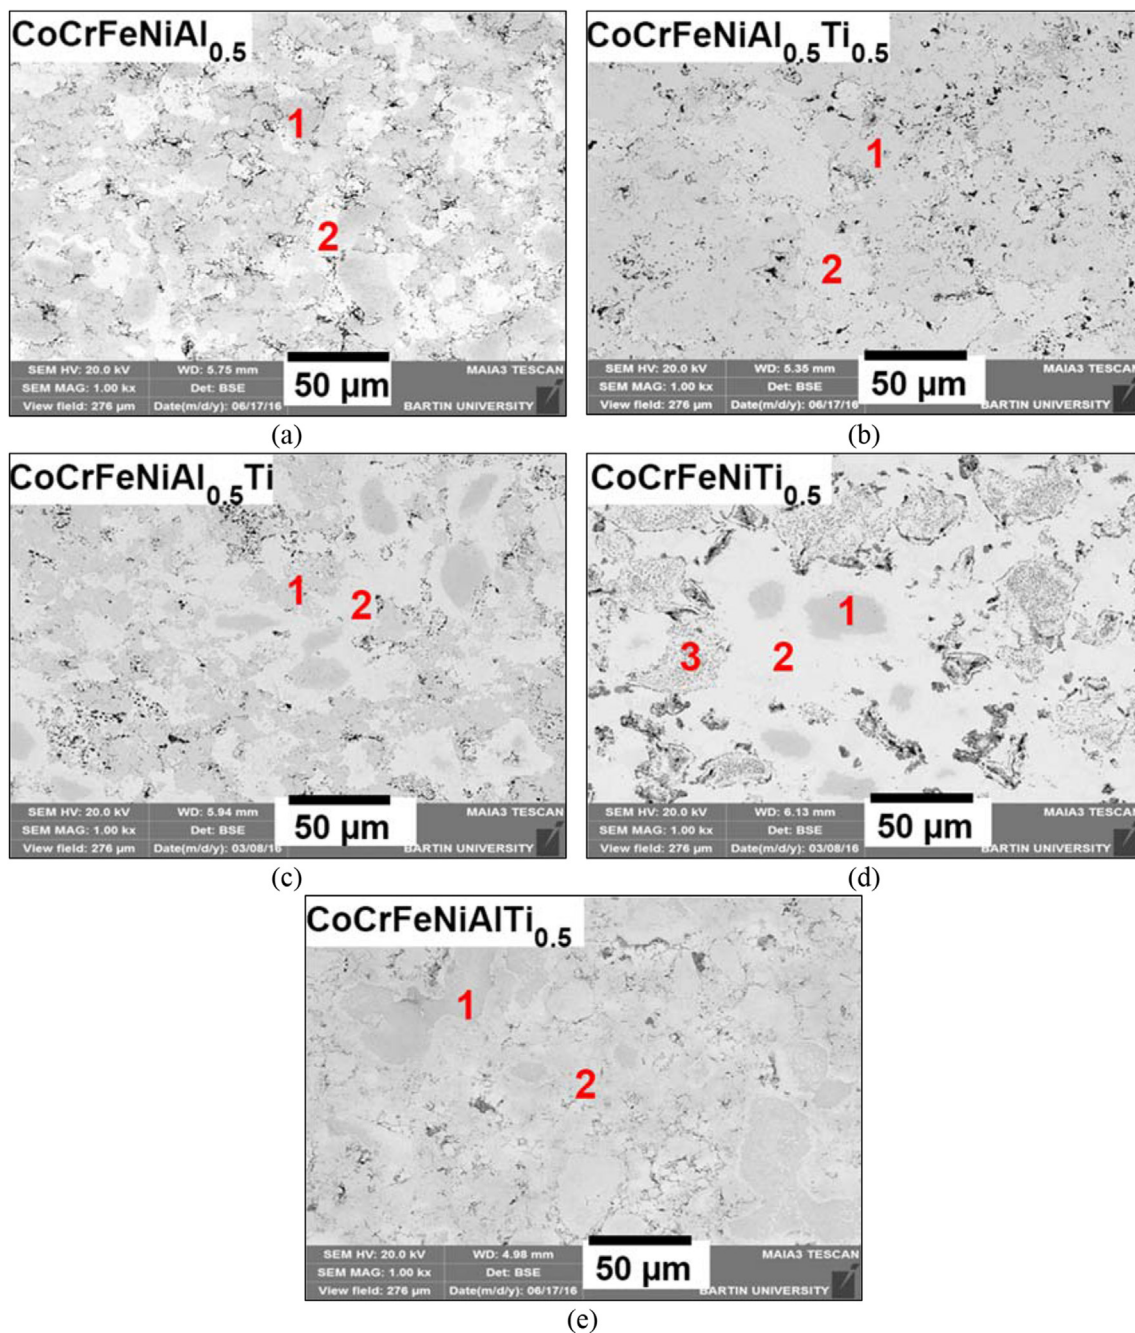 CoCrFeNiAl0.5
1
2
SEM HV: 20.0 kV WD: 5.75 mm MAIA3 TESCAN
SEM MAG: 1.00 kx Det: BSE
View field: 276 µm Date(m/d/y): 06/17/16 BARTIN UNIVERSITY
50 µm
(a)
CoCrFeNiAl0.5Ti0.5
1
2
SEM HV: 20.0 kV WD: 5.35 mm MAIA3 TESCAN
SEM MAG: 1.00 kx Det: BSE
View field: 276 µm Date(m/d/y): 06/17/16 BARTIN UNIVERSITY
50 µm
(b)
CoCrFeNiAl0.5Ti
1
2
SEM HV: 20.0 kV WD: 5.94 mm MAIA3 TESCAN
SEM MAG: 1.00 kx Det: BSE
View field: 276 µm Date(m/d/y): 03/08/16 BARTIN UNIVERSITY
50 µm
(c)
CoCrFeNiTi0.5
1
3 2
SEM HV: 20.0 kV WD: 6.13 mm MAIA3 TESCAN
SEM MAG: 1.00 kx Det: BSE
View field: 276 µm Date(m/d/y): 03/08/16 BARTIN UNIVERSITY
50 µm
(d)
CoCrFeNiAlTi0.5
1
2
SEM HV: 20.0 kV WD: 4.98 mm MAIA3 TESCAN
SEM MAG: 1.00 kx Det: BSE
View field: 276 µm Date(m/d/y): 06/17/16 BARTIN UNIVERSITY
50 µm
(e)